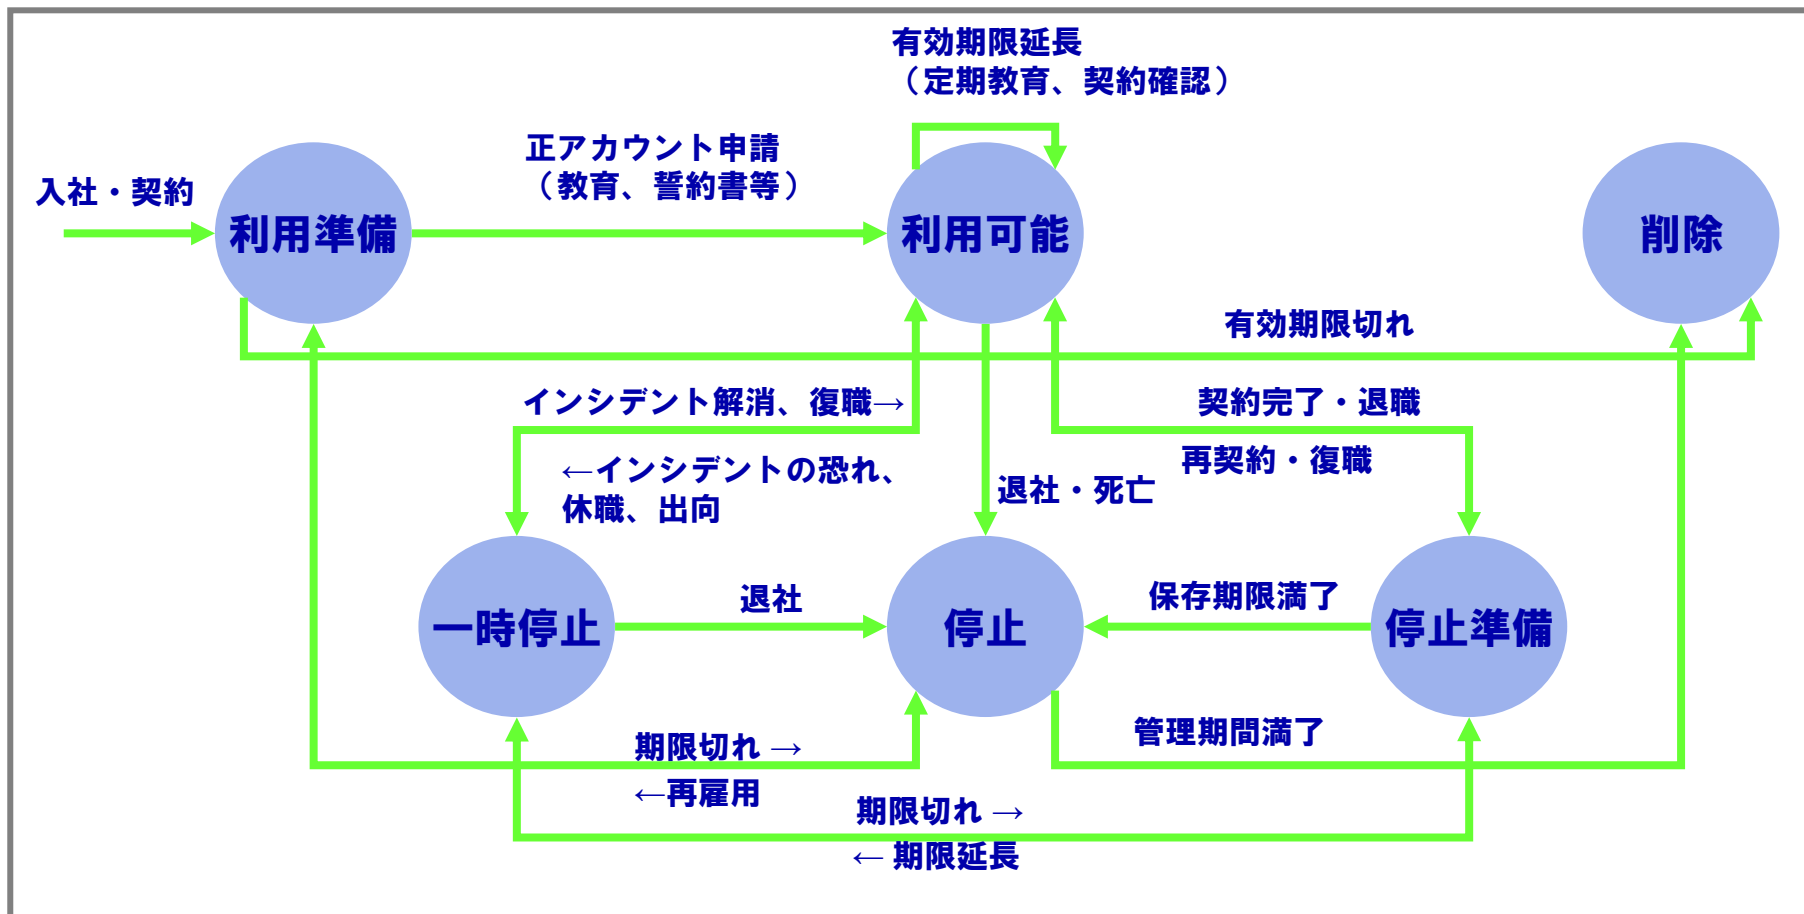 有効期限延長
（定期教育、契約確認）
正アカウント申請
（教育、誓約書等）
入社・契約
利用準備
利用可能
削除
有効期限切れ
インシデント解消、復職→
契約完了・退職
←インシデントの恐れ、
休職、出向
再契約・復職
退社・死亡
退社
保存期限満了
一時停止
停止
停止準備
期限切れ →
←再雇用
管理期間満了
期限切れ →
← 期限延長